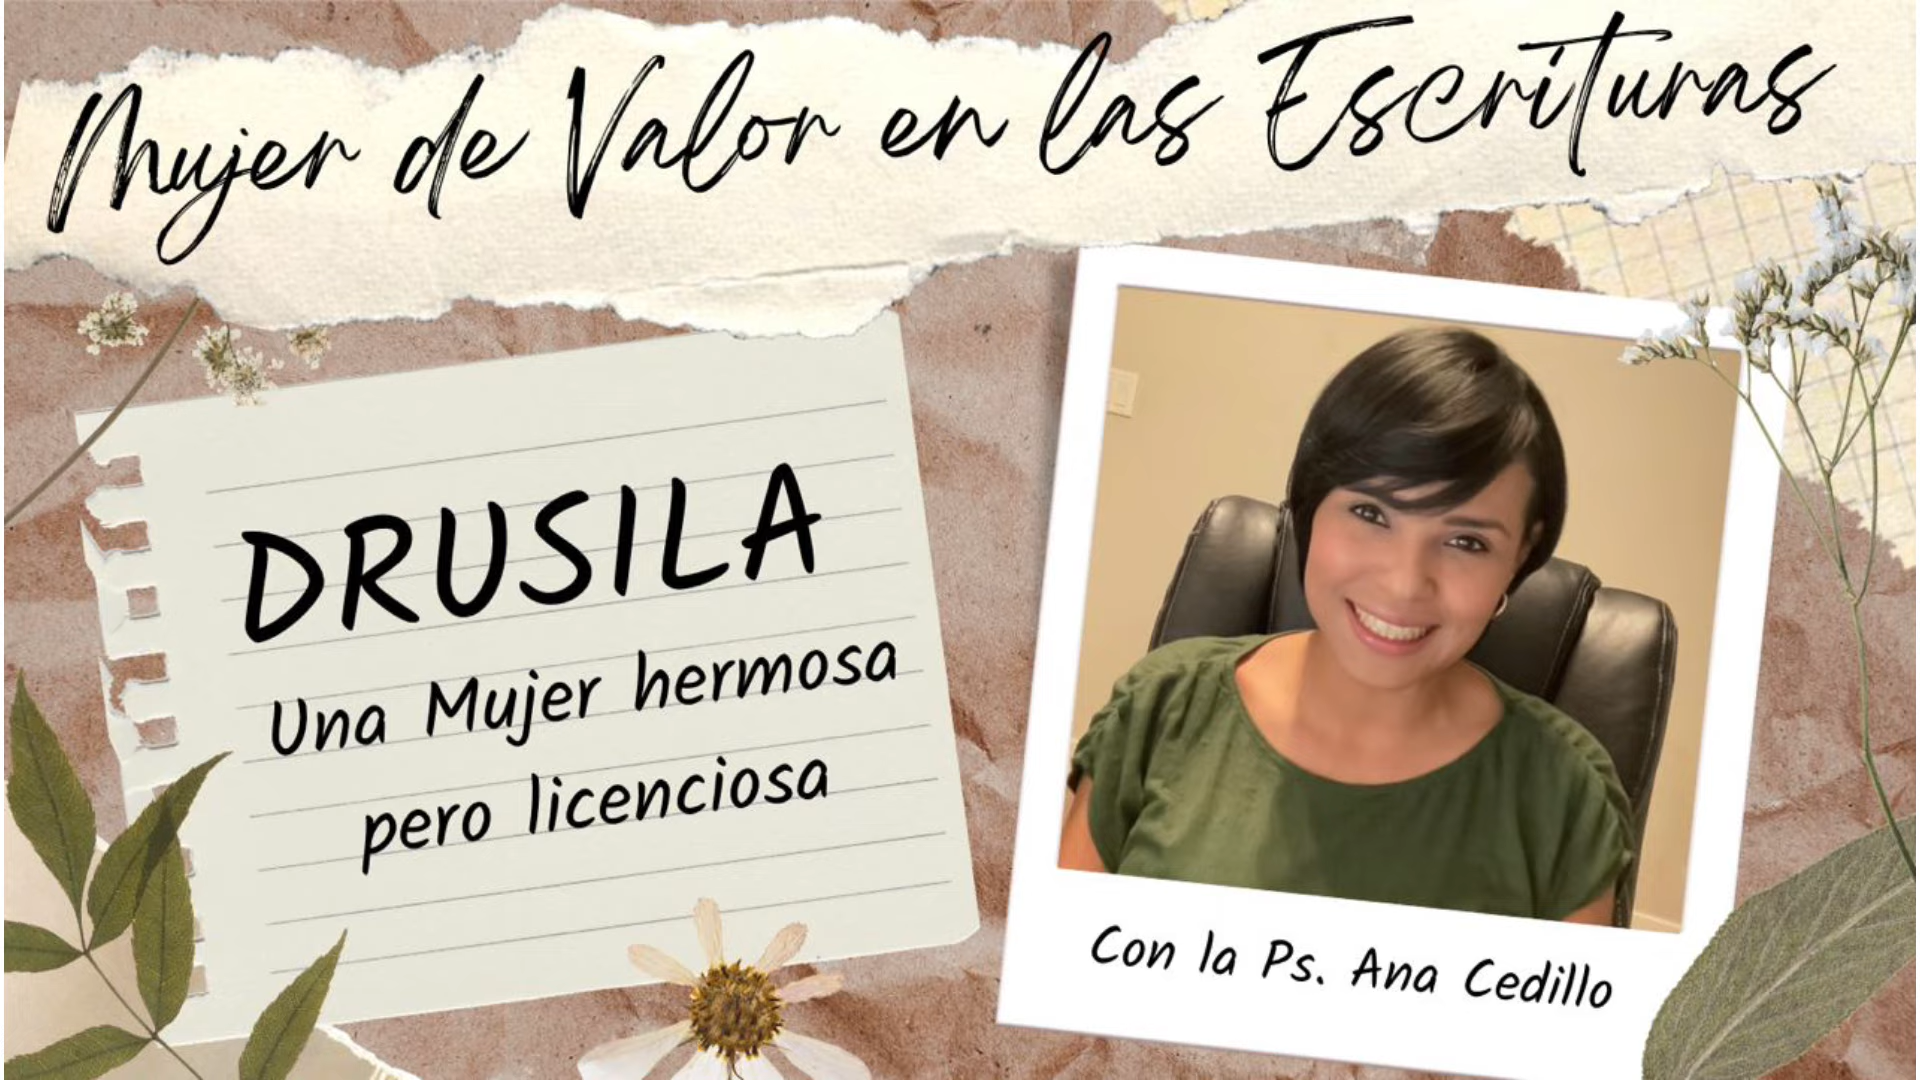 Mujer de Valor en las Escrituras
DRUSILA
Una Mujer hermosa
pero licenciosa
Con la Ps. Ana Cedillo